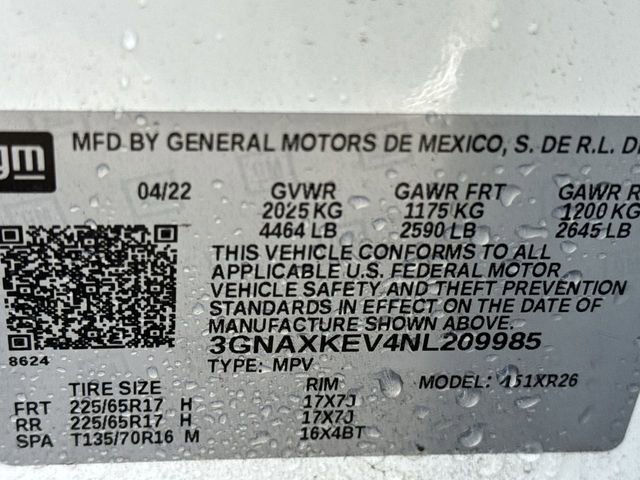 gm
MFD BY GENERAL MOTORS DE MEXICO, S. DE R.L. DE
04/22 GVWR GAWR FRT GAWR R
2025 KG 1175 KG 1200 KG
4464 LB 2590 LB 2645 LB
THIS VEHICLE CONFORMS TO ALL
APPLICABLE U.S. FEDERAL MOTOR
VEHICLE SAFETY AND THEFT PREVENTION
STANDARDS IN EFFECT ON THE DATE OF
MANUFACTURE SHOWN ABOVE.
3GNAXKEV4NL209985
8624
TYPE: MPV MODEL: 151XR26
TIRE SIZE RIM
FRT 225/65R17 H 17X7J
RR 225/65R17 H 17X7J
SPA T135/70R16 M 16X4BT